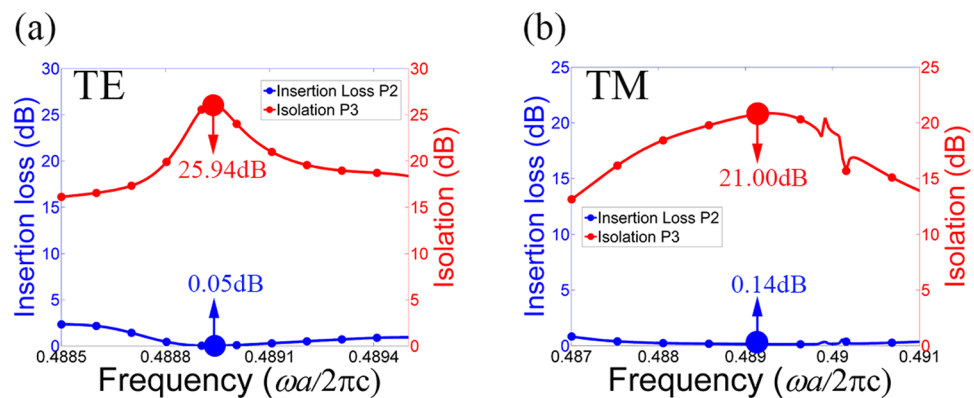 (a)
TE
Insertion Loss P2
Isolation P3
25.94dB
0.05dB
Insertion loss (dB)
Isolation (dB)
30
25
20
15
10
5
0
30
25
20
15
10
5
0
0.4885
0.4888
0.4891
0.4894
Frequency (ωa/2πc)
(b)
TM
21.00dB
Insertion Loss P2
Isolation P3
0.14dB
Insertion loss (dB)
Isolation (dB)
25
20
15
10
5
0
25
20
15
10
5
0
0.487
0.488
0.489
0.49
0.491
Frequency (ωa/2πc)